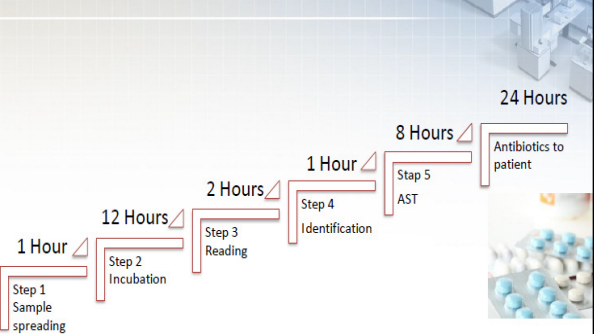 1 Hour
Step 1
Sample
spreading
12 Hours
Step 2
Incubation
2 Hours
Step 3
Reading
1 Hour
Step 4
Identification
8 Hours
Stap 5
AST
24 Hours
Antibiotics to
patient